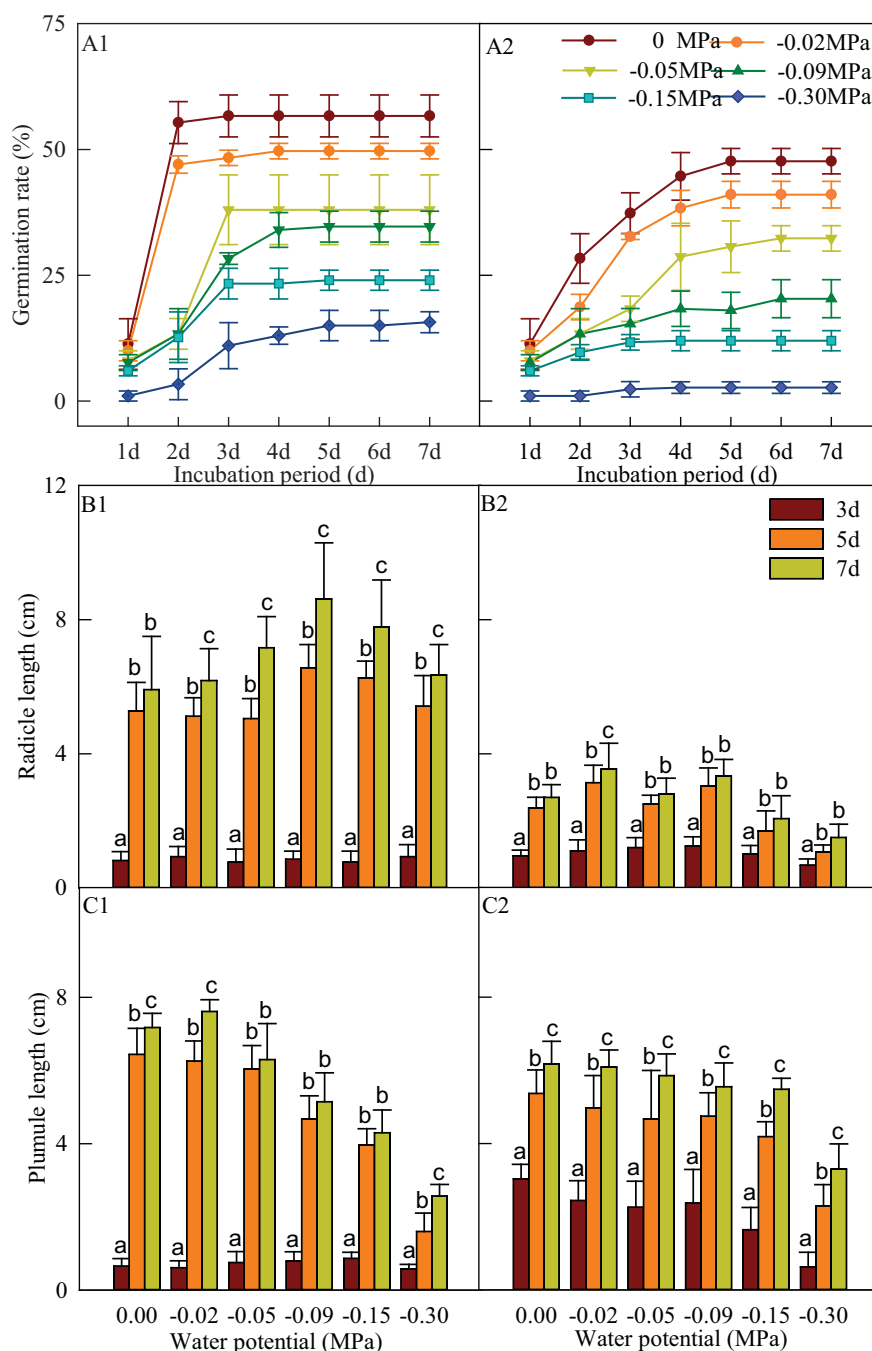 75
50
25
0
Germination rate (%)
A1
1d 2d 3d 4d 5d 6d 7d
Incubation period (d)
A2
0 MPa
-0.02MPa
-0.05MPa
-0.09MPa
-0.15MPa
-0.30MPa
1d 2d 3d 4d 5d 6d 7d
Incubation period (d)
12
8
4
0
Radicle length (cm)
B1
a b b
a b c
a b c
a b c
a b c
a b c
B2
3d
5d
7d
a b b
a b c
a b b
a b b
a b b
a b b
8
4
0
Plumule length (cm)
C1
a b c
a b c
a b b
a b b
a b b
a b c
0.00 -0.02 -0.05 -0.09 -0.15 -0.30
Water potential (MPa)
C2
a b c
a b c
a b c
a b c
a b c
a b c
0.00 -0.02 -0.05 -0.09 -0.15 -0.30
Water potential (MPa)